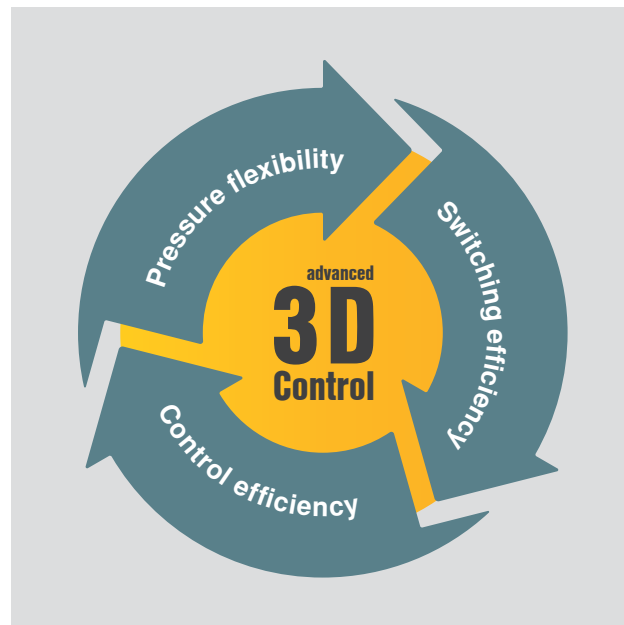 Pressure flexibility
Switching efficiency
Control efficiency
advanced
3D
Control